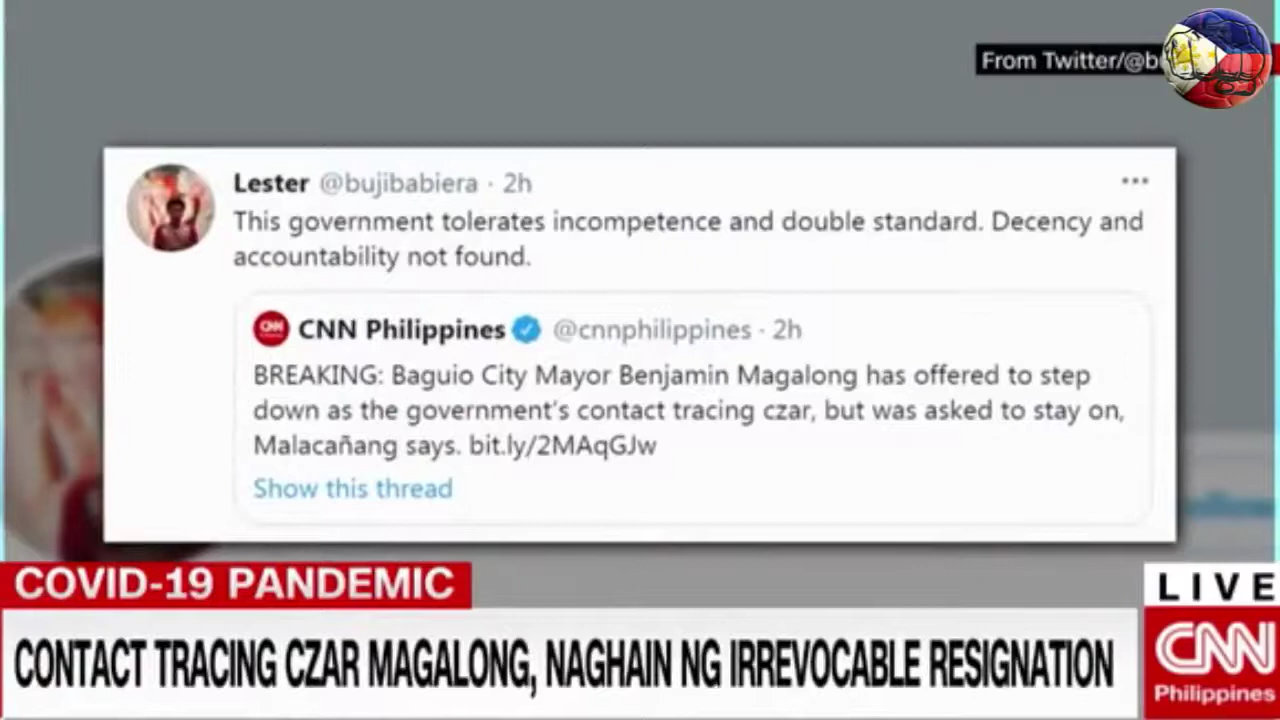 From Twitter/@b
Lester @bujibabiera · 2h
This government tolerates incompetence and double standard. Decency and
accountability not found.
CNN
CNN Philippines @cnnphilippines · 2h
BREAKING: Baguio City Mayor Benjamin Magalong has offered to step
down as the government's contact tracing czar, but was asked to stay on,
Malacañang says. bit.ly/2MAqGJw
Show this thread
COVID-19 PANDEMIC
CONTACT TRACING CZAR MAGALONG, NAGHAIN NG IRREVOCABLE RESIGNATION
LIVE
CNN
Philippines